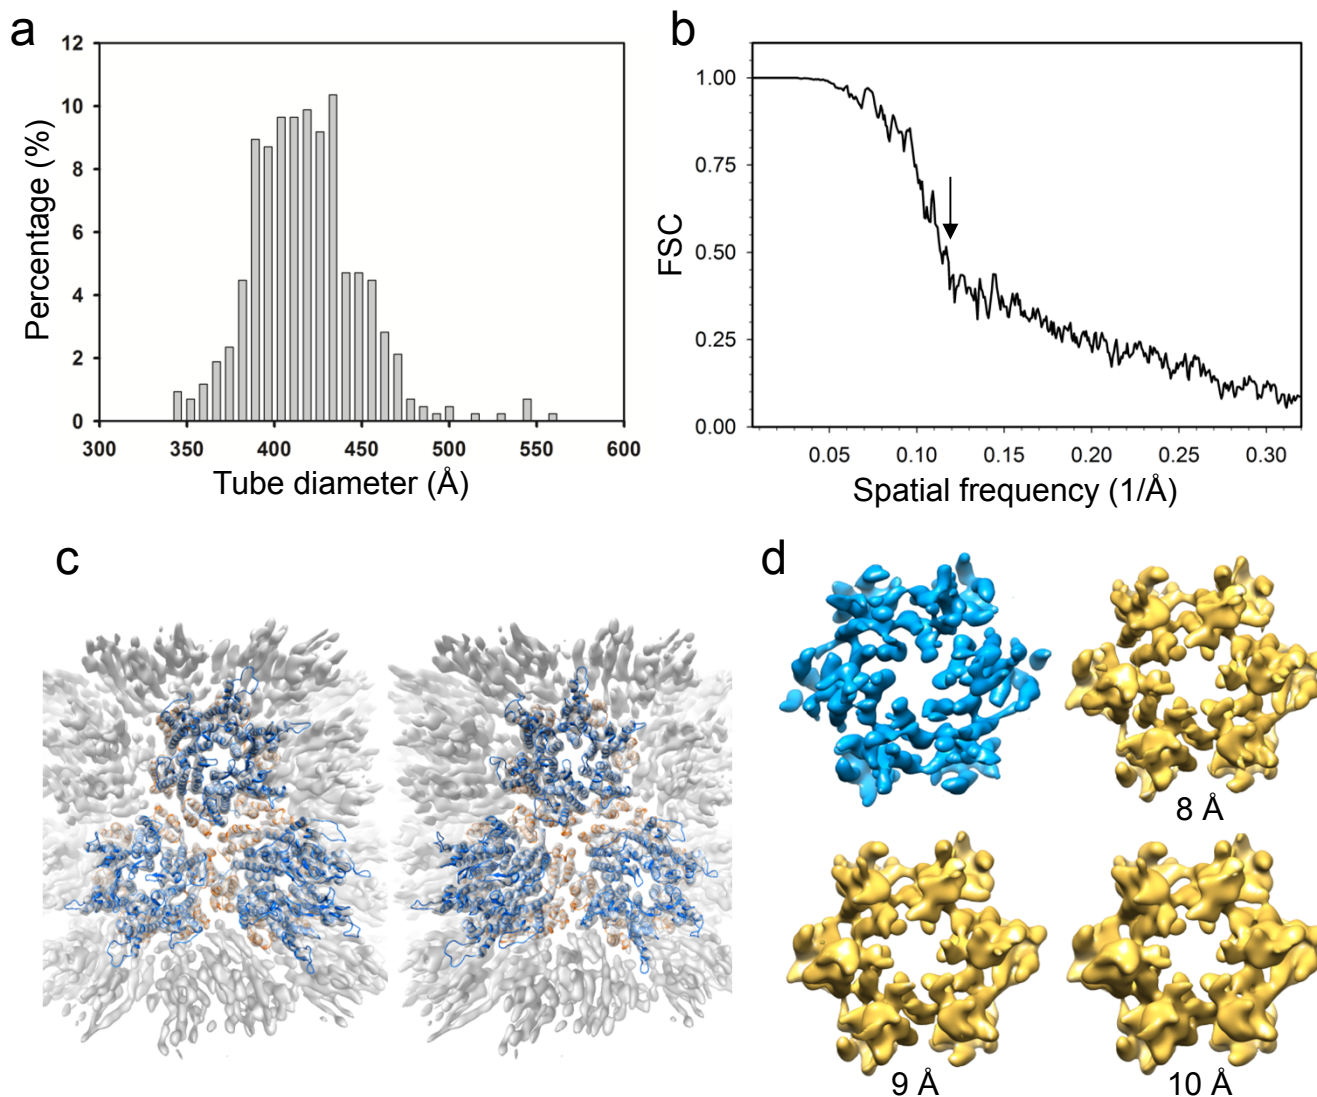 a
12
10
8
6
4
2
0
300 350 400 450 500 550 600
Percentage (%)
Tube diameter (Å)
b
1.00
0.75
0.50
0.25
0.00
0.05 0.10 0.15 0.20 0.25 0.30
FSC
Spatial frequency (1/Å)
c
d
8 Å
9 Å
10 Å